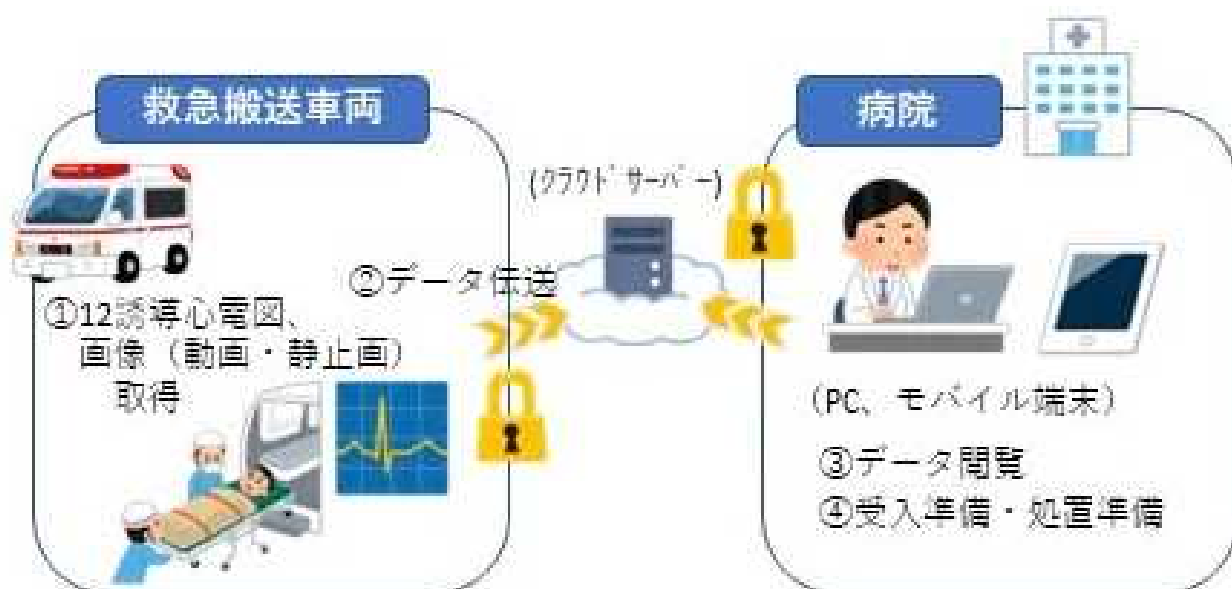 救急搬送車両
①12誘導心電図、
画像（動画・静止画）
取得
②データ伝送
(クラウドサーバー)
病院
(PC、モバイル端末)
③データ閲覧
④受入準備・処置準備